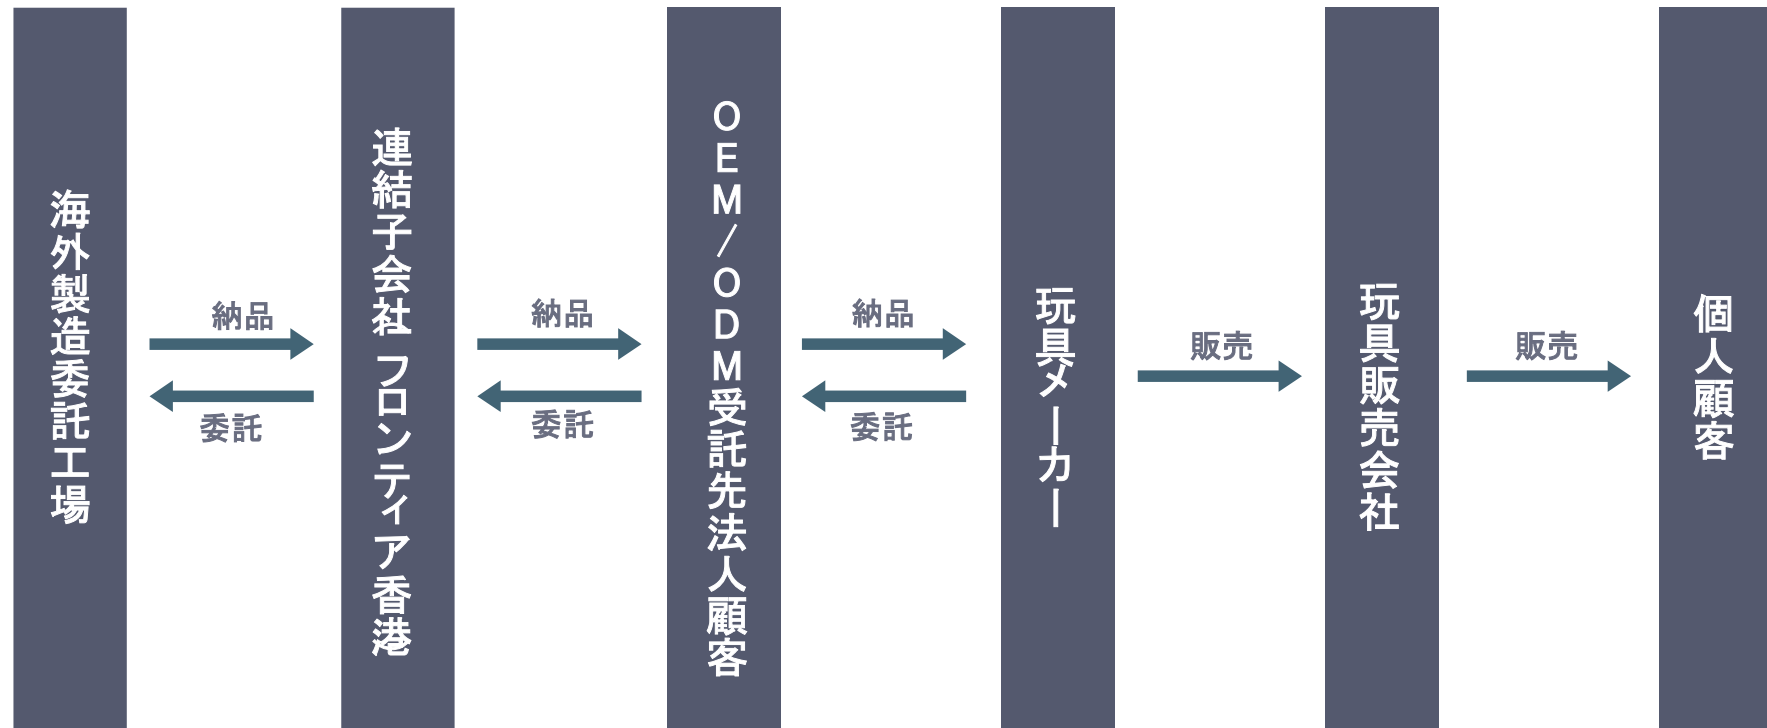 海外製造委託工場
納品
委託
連結子会社 フロンティア香港
納品
委託
OEM/ODM受託先法人顧客
納品
委託
玩具メーカー
販売
玩具販売会社
販売
個人顧客